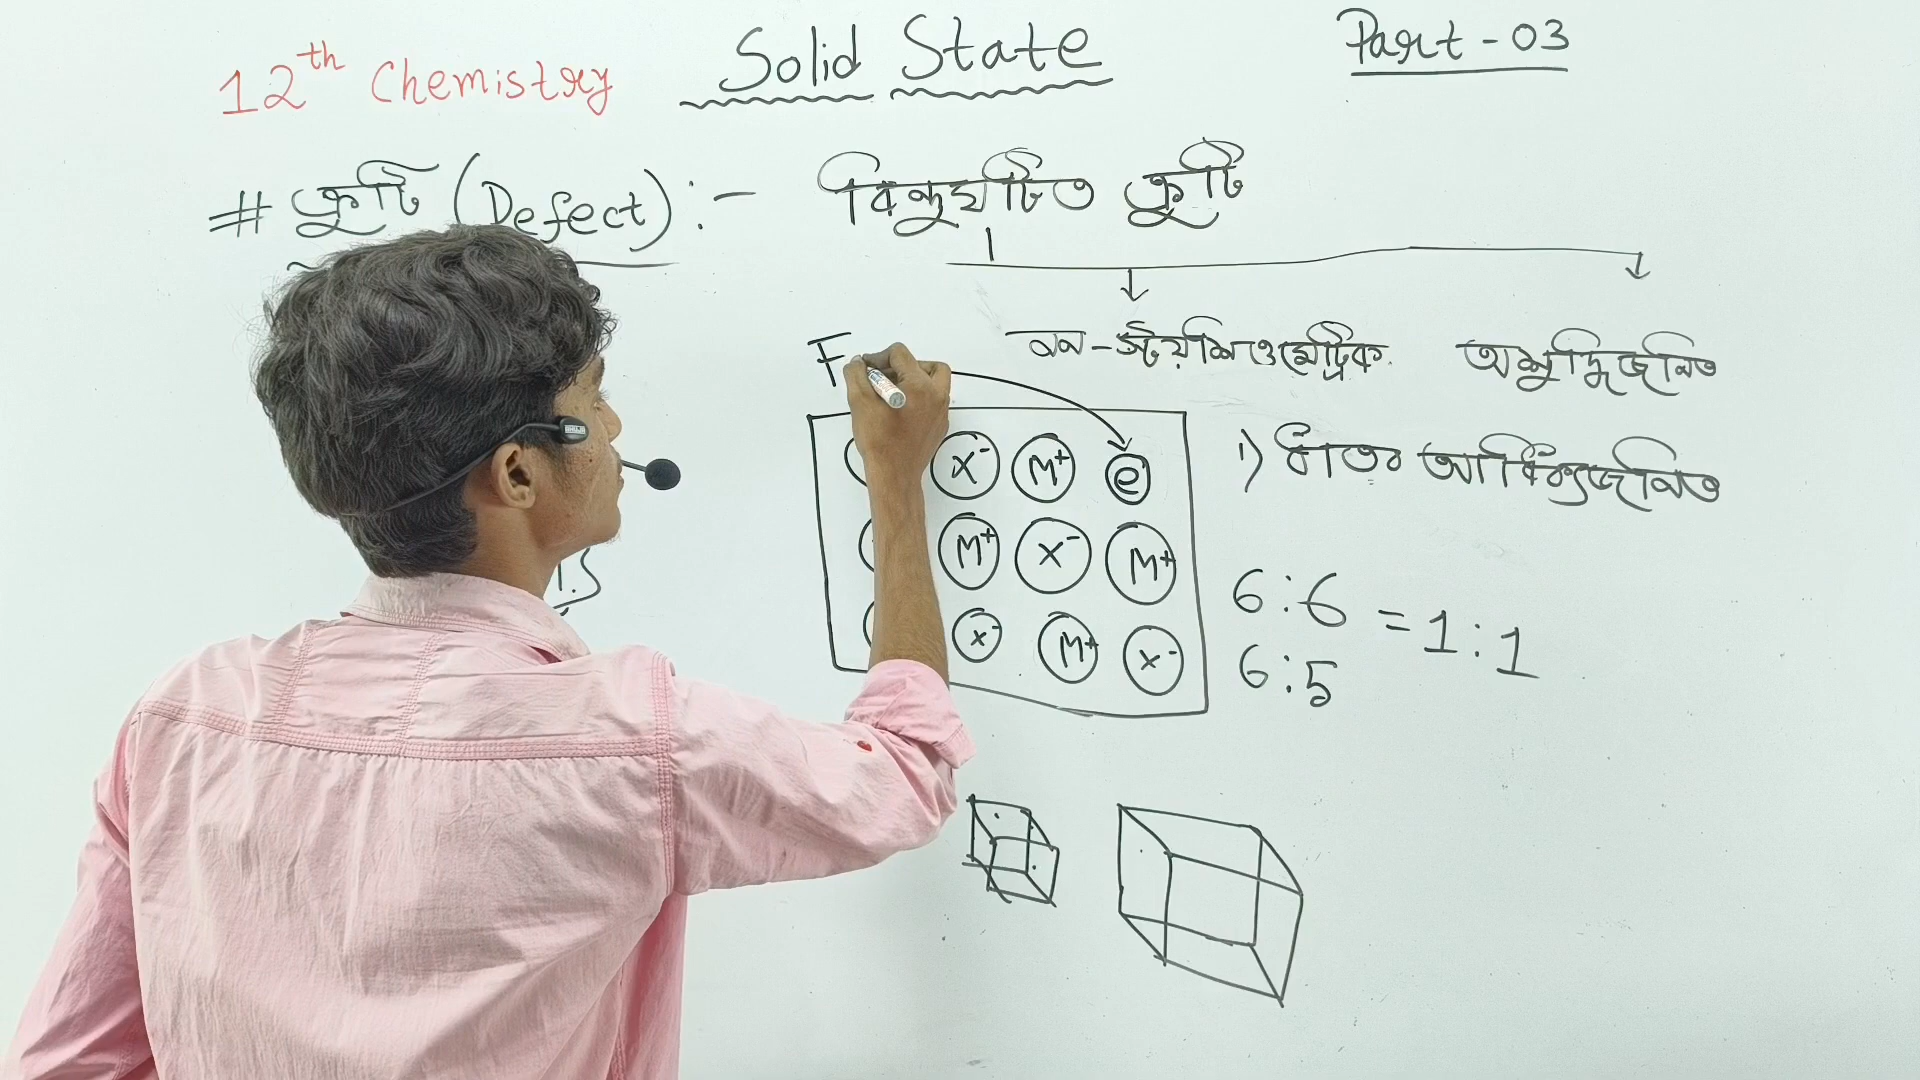 12th Chemistry Solid State Part-03
# ত্রুটি (Defect) :- বিন্দুঘটিত ত্রুটি
F নন-স্টয়শিওমেট্রিক অশুদ্ধিজনিত
X⁻ M⁺ e 1) ধাতব আধিক্যজনিত
M⁺ X⁻ M⁺
X⁻ M⁺ X⁻
6:6 = 1:1
6:5